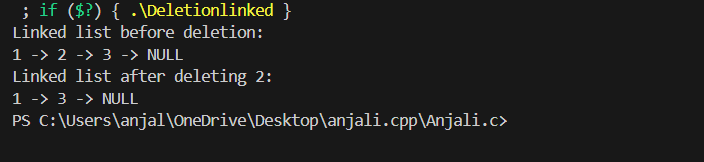 ; if ($?) { .\Deletionlinked }
Linked list before deletion:
1 -> 2 -> 3 -> NULL
Linked list after deleting 2:
1 -> 3 -> NULL
PS C:\Users\anjal\OneDrive\Desktop\anjali.cpp\Anjali.c>